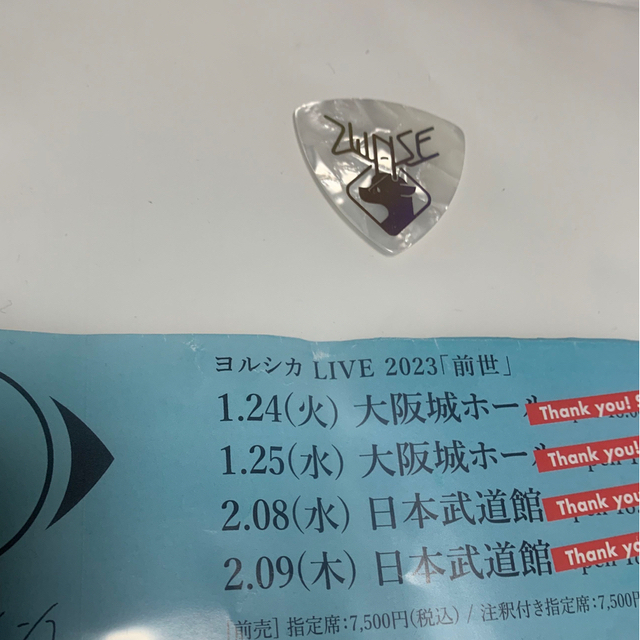 ZENSE
ヨルシカ LIVE 2023「前世」
1.24(火) 大阪城ホール Thank you!
1.25(水) 大阪城ホール Thank you!
2.08(水) 日本武道館 Thank you
2.09(木) 日本武道館 Thank
[前売] 指定席:7,500円(税込) / 注釈付き指定席:7,500円